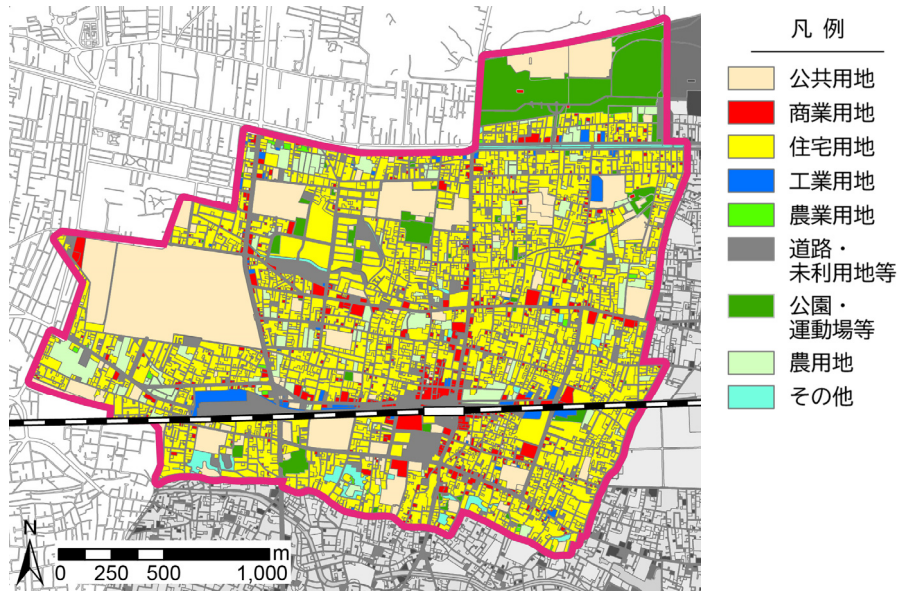 凡 例
公共用地
商業用地
住宅用地
工業用地
農業用地
道路・
未利用地等
公園・
運動場等
農用地
その他
N
m
0 250 500 1,000